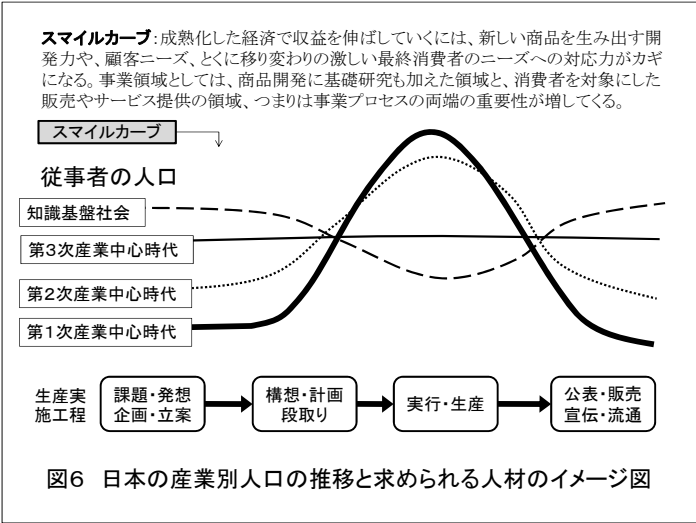 スマイルカーブ:成熟化した経済で収益を伸ばしていくには、新しい商品を生み出す開
発力や、顧客ニーズ、とくに移り変わりの激しい最終消費者のニーズへの対応力がカギ
になる。事業領域としては、商品開発に基礎研究も加えた領域と、消費者を対象にした
販売やサービス提供の領域、つまりは事業プロセスの両端の重要性が増してくる。
スマイルカーブ
従事者の人口
知識基盤社会
第3次産業中心時代
第2次産業中心時代
第1次産業中心時代
生産実
施工程
課題・発想
企画・立案
構想・計画
段取り
実行・生産
公表・販売
宣伝・流通
図6 日本の産業別人口の推移と求められる人材のイメージ図